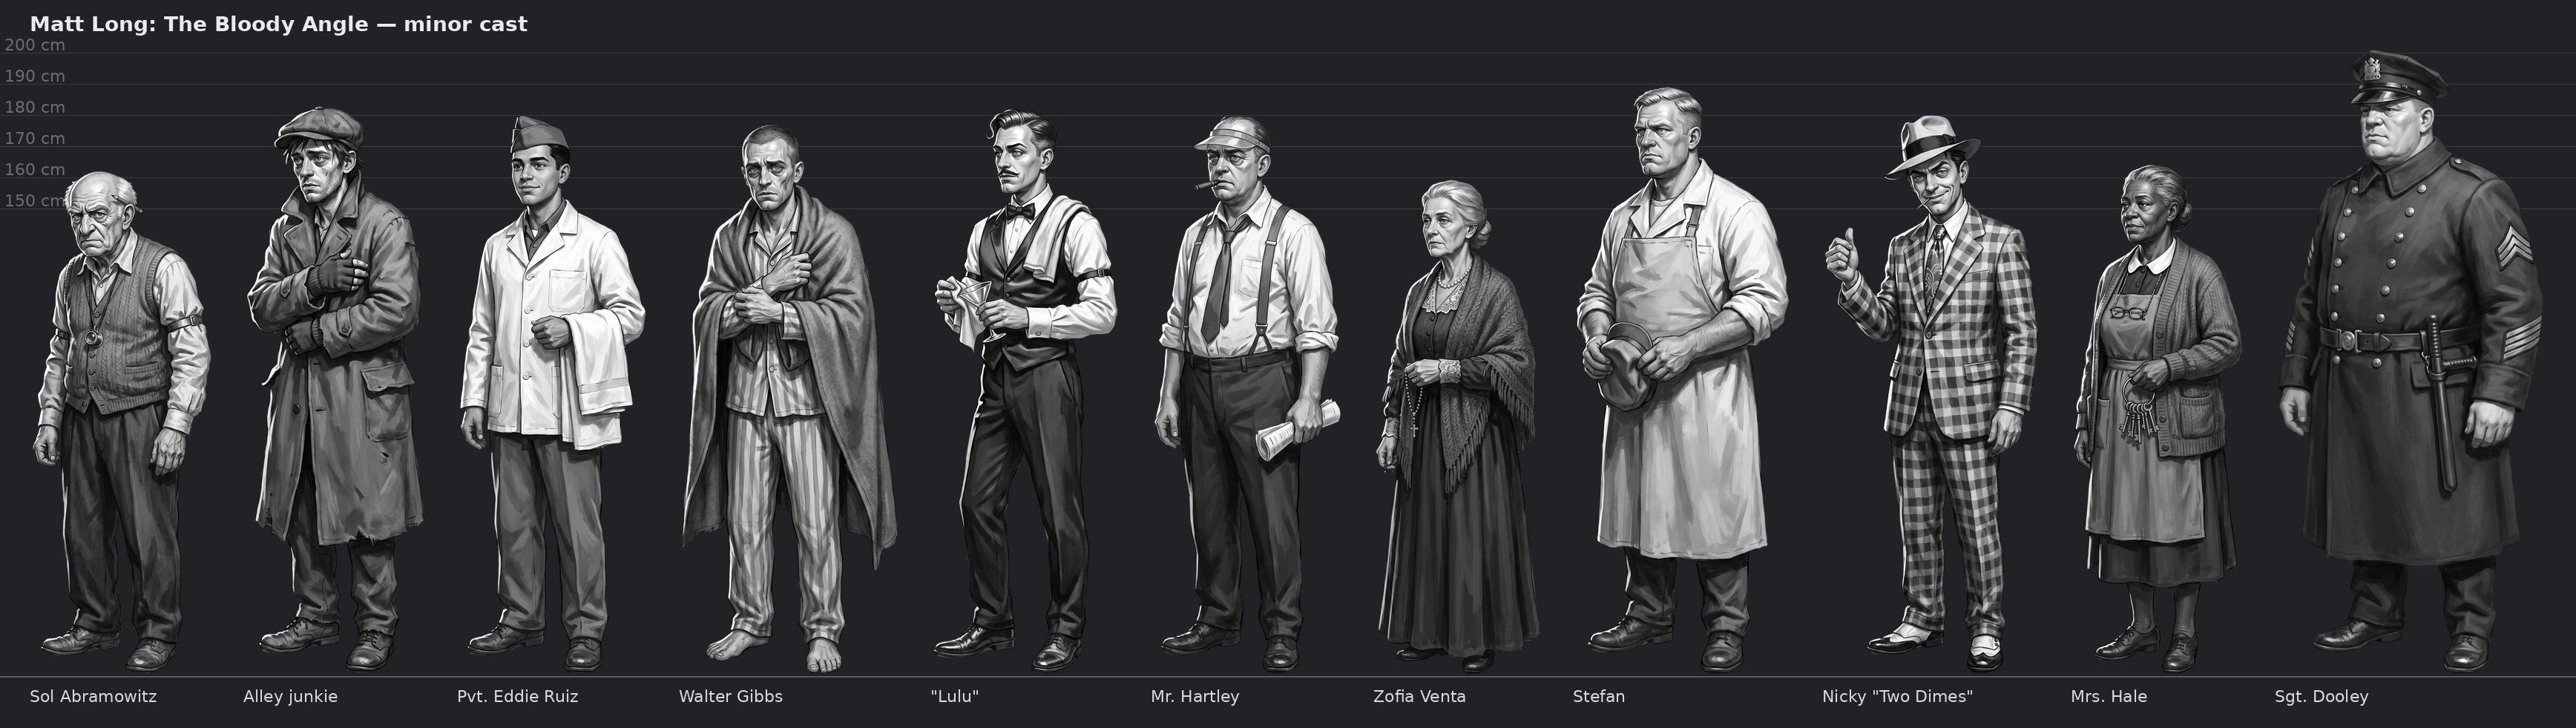 Matt Long: The Bloody Angle — minor cast
200 cm
190 cm
180 cm
170 cm
160 cm
150 cm
Sol Abramowitz
Alley junkie
Pvt. Eddie Ruiz
Walter Gibbs
"Lulu"
Mr. Hartley
Zofia Venta
Stefan
Nicky "Two Dimes"
Mrs. Hale
Sgt. Dooley